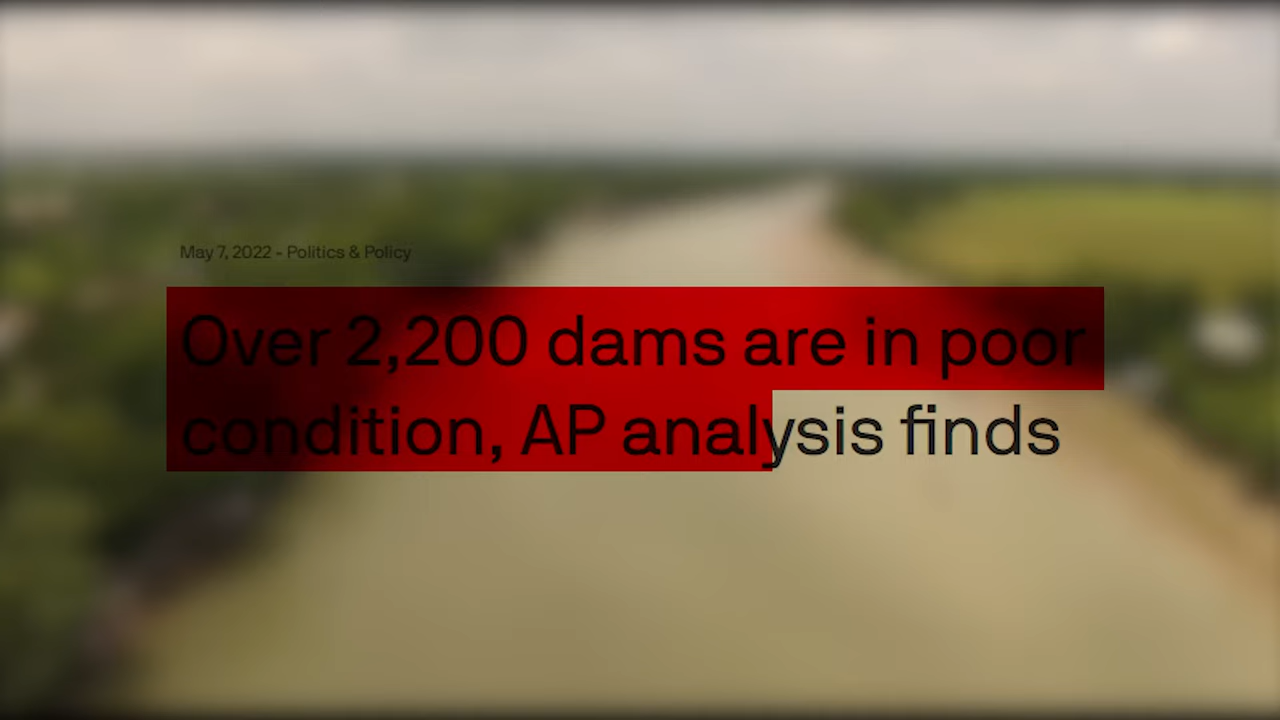 May 7, 2022 - Politics & Policy
Over 2,200 dams are in poor
condition, AP analysis finds